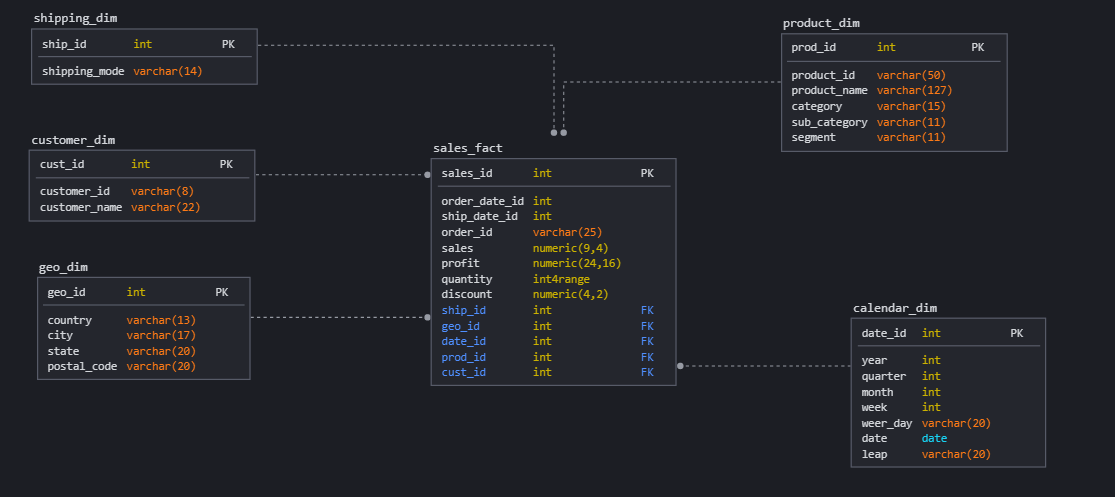 shipping_dim
ship_id int PK
shipping_mode varchar(14)
customer_dim
cust_id int PK
customer_id varchar(8)
customer_name varchar(22)
geo_dim
geo_id int PK
country varchar(13)
city varchar(17)
state varchar(20)
postal_code varchar(20)
sales_fact
sales_id int PK
order_date_id int
ship_date_id int
order_id varchar(25)
sales numeric(9,4)
profit numeric(24,16)
quantity int4range
discount numeric(4,2)
ship_id int FK
geo_id int FK
date_id int FK
prod_id int FK
cust_id int FK
product_dim
prod_id int PK
product_id varchar(50)
product_name varchar(127)
category varchar(15)
sub_category varchar(11)
segment varchar(11)
calendar_dim
date_id int PK
year int
quarter int
month int
week int
weer_day varchar(20)
date date
leap varchar(20)